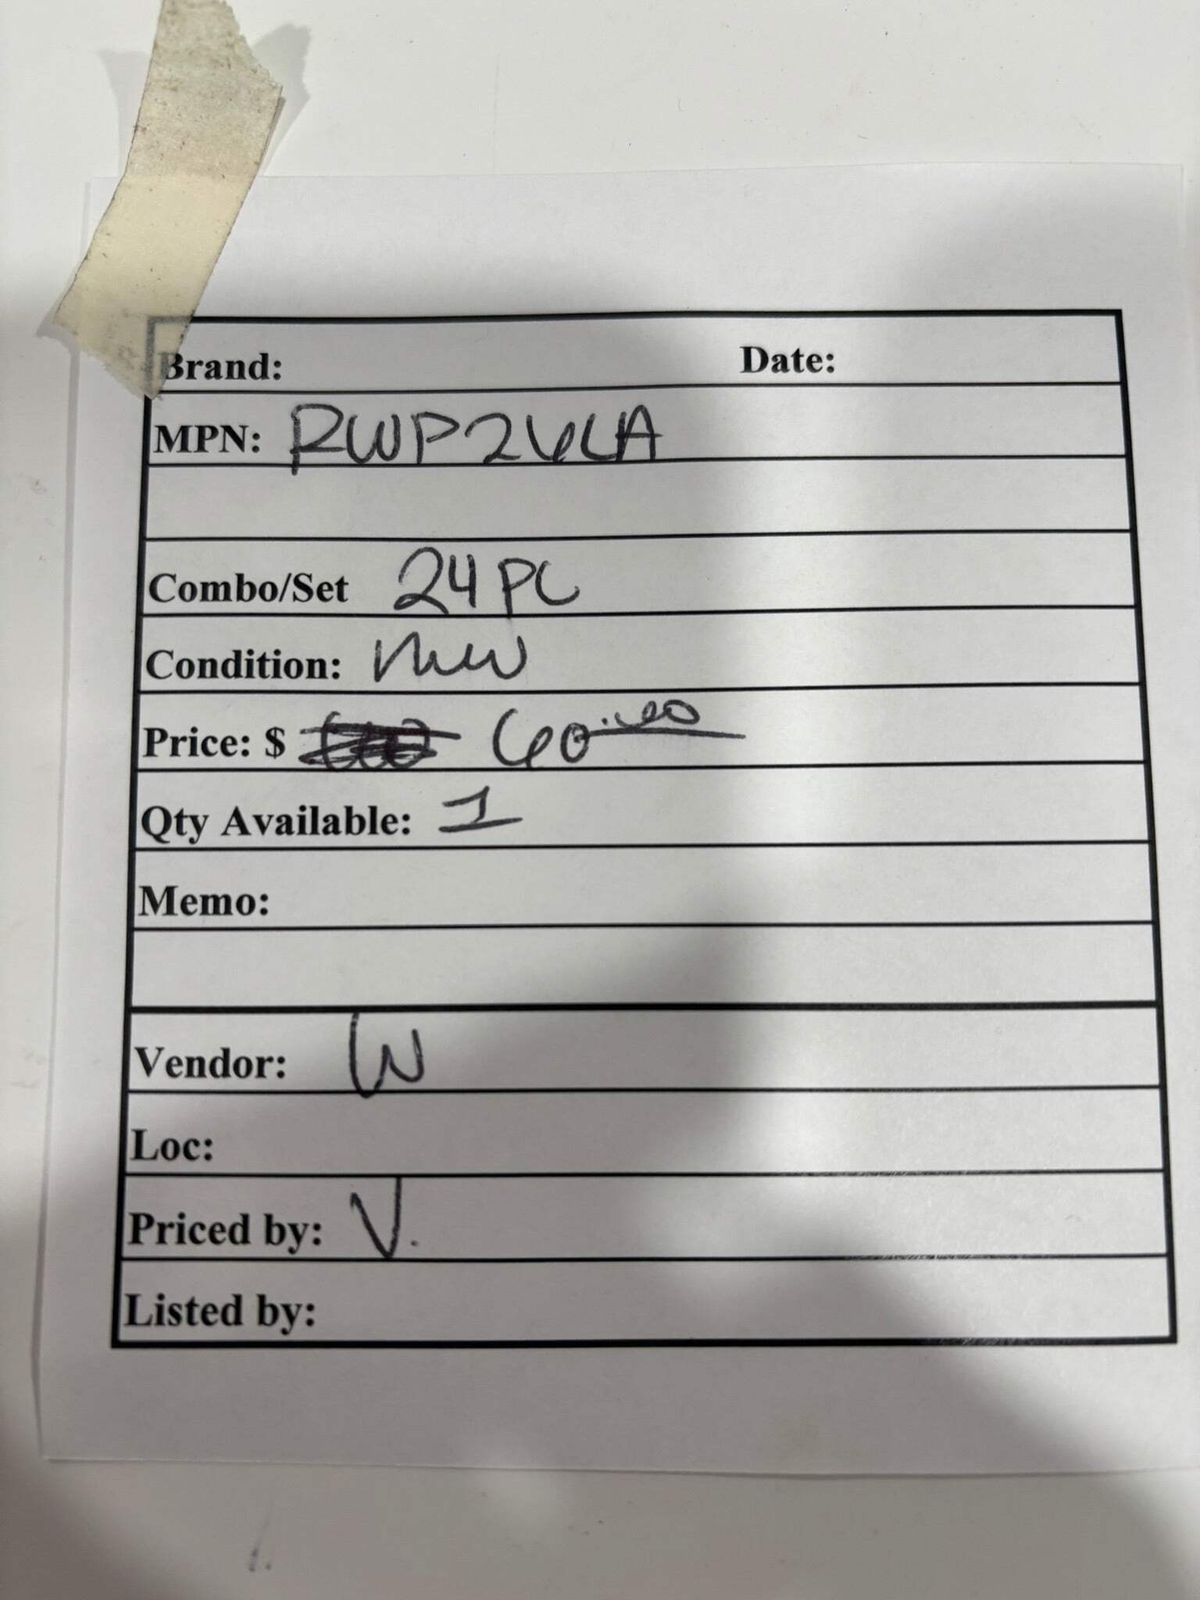 Brand: Date:
MPN: RWP26LA
Combo/Set 24 PC
Condition: new
Price: $ 60.00
Qty Available: 1
Memo:
Vendor: W
Loc:
Priced by: V.
Listed by: